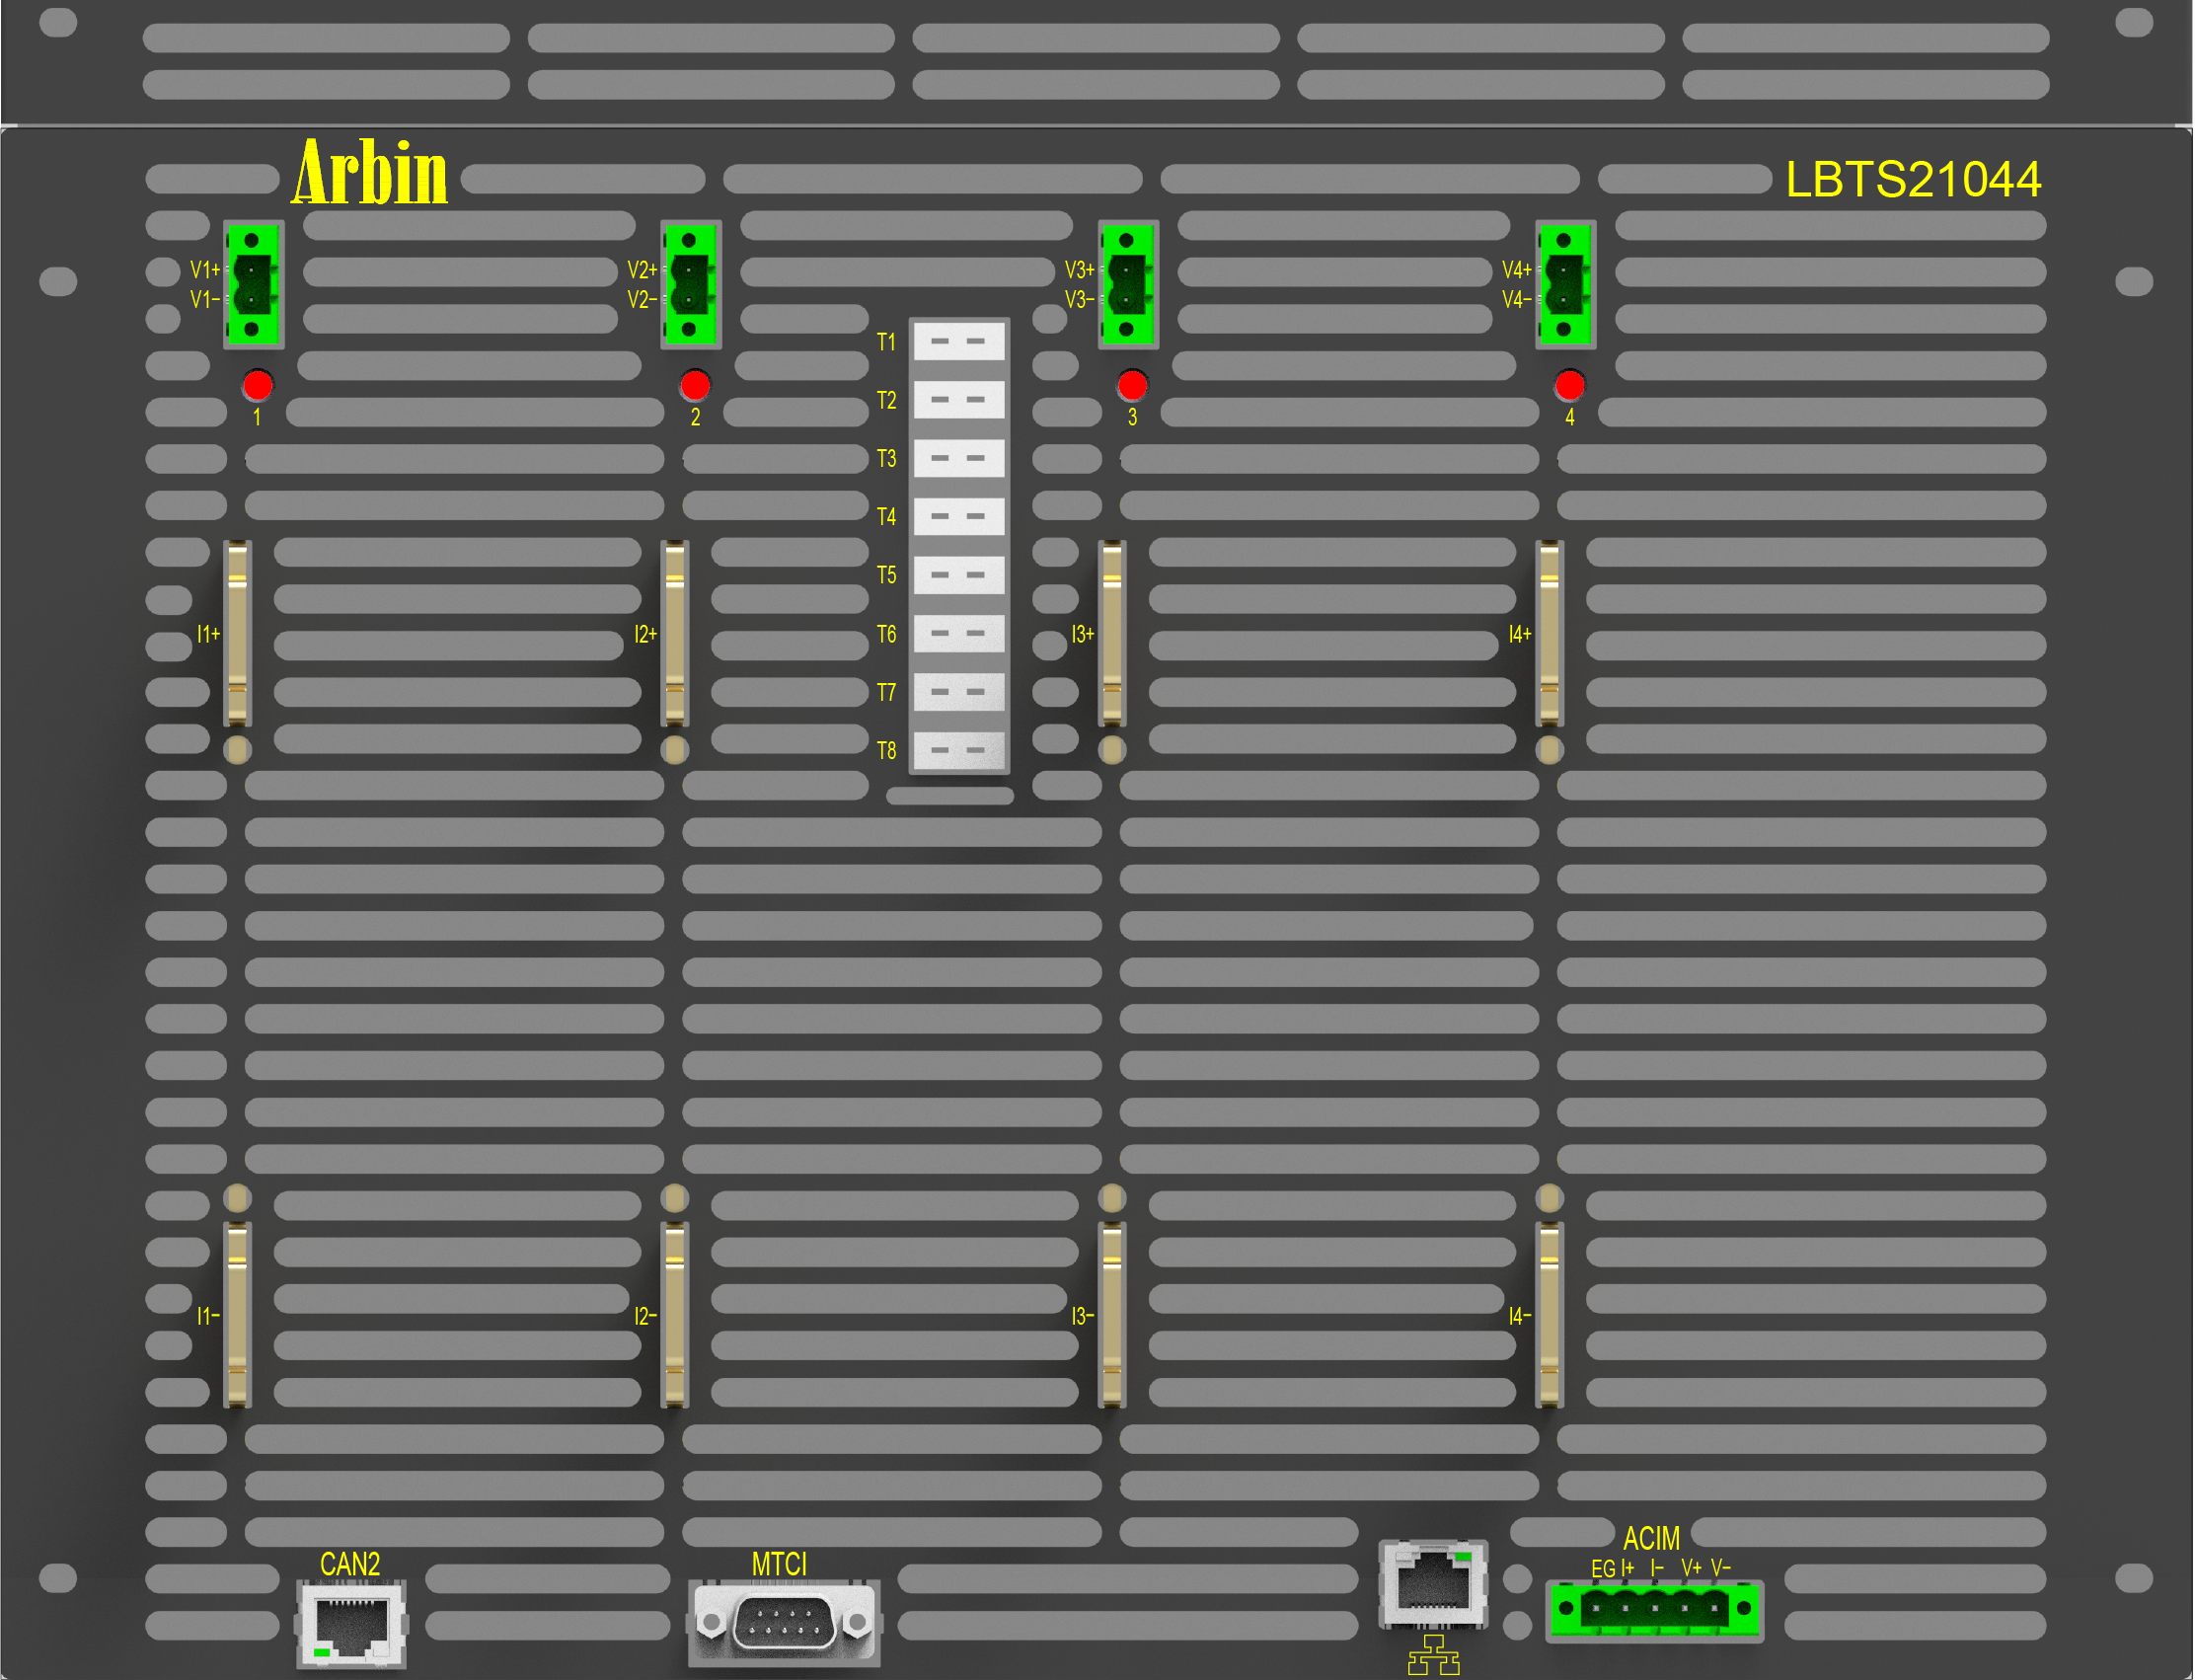 Arbin
LBTS21044
V1+
V1−
V2+
V2−
V3+
V3−
V4+
V4−
1
2
3
4
T1
T2
T3
T4
T5
T6
T7
T8
I1+
I2+
I3+
I4+
I1−
I2−
I3−
I4−
CAN2
MTCI
ACIM
EG I+ I− V+ V−